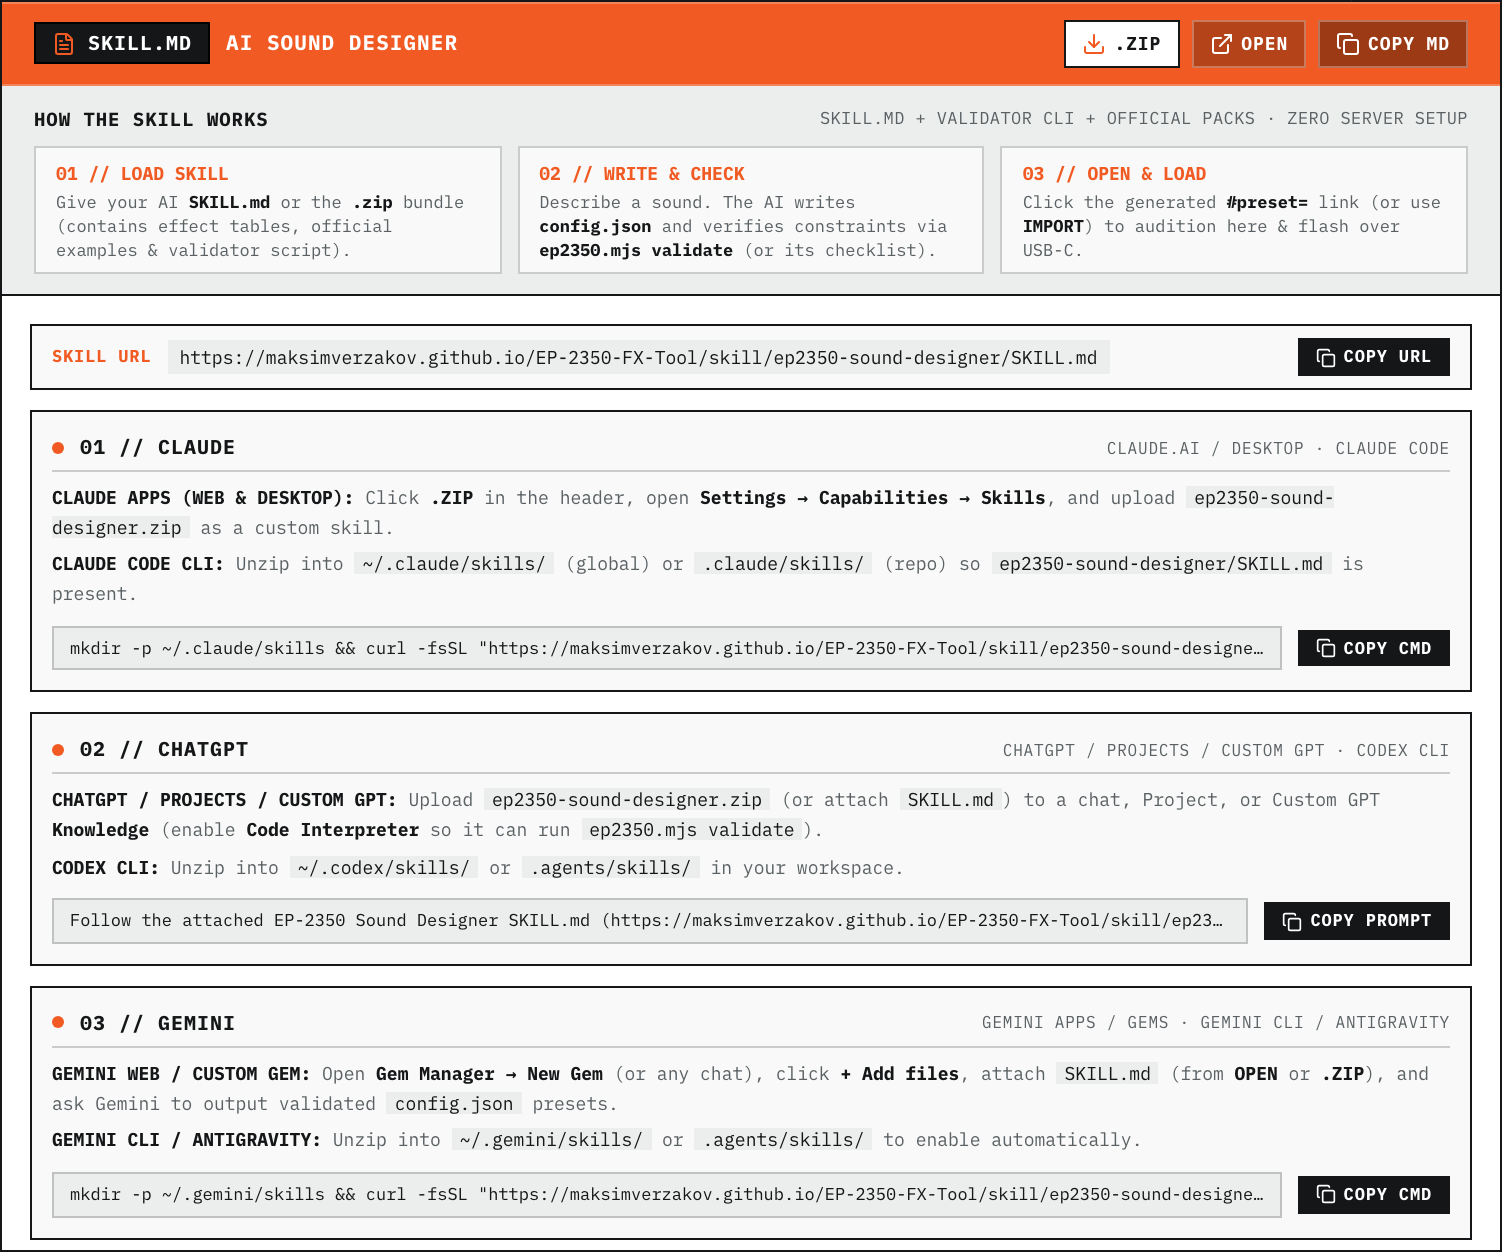 SKILL.MD AI SOUND DESIGNER .ZIP OPEN COPY MD
HOW THE SKILL WORKS SKILL.MD + VALIDATOR CLI + OFFICIAL PACKS · ZERO SERVER SETUP
01 // LOAD SKILL
Give your AI SKILL.md or the .zip bundle
(contains effect tables, official
examples & validator script).
02 // WRITE & CHECK
Describe a sound. The AI writes
config.json and verifies constraints via
ep2350.mjs validate (or its checklist).
03 // OPEN & LOAD
Click the generated #preset= link (or use
IMPORT) to audition here & flash over
USB-C.
SKILL URL https://maksimverzakov.github.io/EP-2350-FX-Tool/skill/ep2350-sound-designer/SKILL.md COPY URL
01 // CLAUDE CLAUDE.AI / DESKTOP · CLAUDE CODE
CLAUDE APPS (WEB & DESKTOP): Click .ZIP in the header, open Settings → Capabilities → Skills, and upload ep2350-sound-
designer.zip as a custom skill.
CLAUDE CODE CLI: Unzip into ~/.claude/skills/ (global) or .claude/skills/ (repo) so ep2350-sound-designer/SKILL.md is
present.
mkdir -p ~/.claude/skills && curl -fsSL "https://maksimverzakov.github.io/EP-2350-FX-Tool/skill/ep2350-sound-designe… COPY CMD
02 // CHATGPT CHATGPT / PROJECTS / CUSTOM GPT · CODEX CLI
CHATGPT / PROJECTS / CUSTOM GPT: Upload ep2350-sound-designer.zip (or attach SKILL.md) to a chat, Project, or Custom GPT
Knowledge (enable Code Interpreter so it can run ep2350.mjs validate).
CODEX CLI: Unzip into ~/.codex/skills/ or .agents/skills/ in your workspace.
Follow the attached EP-2350 Sound Designer SKILL.md (https://maksimverzakov.github.io/EP-2350-FX-Tool/skill/ep23… COPY PROMPT
03 // GEMINI GEMINI APPS / GEMS · GEMINI CLI / ANTIGRAVITY
GEMINI WEB / CUSTOM GEM: Open Gem Manager → New Gem (or any chat), click + Add files, attach SKILL.md (from OPEN or .ZIP), and
ask Gemini to output validated config.json presets.
GEMINI CLI / ANTIGRAVITY: Unzip into ~/.gemini/skills/ or .agents/skills/ to enable automatically.
mkdir -p ~/.gemini/skills && curl -fsSL "https://maksimverzakov.github.io/EP-2350-FX-Tool/skill/ep2350-sound-designe… COPY CMD